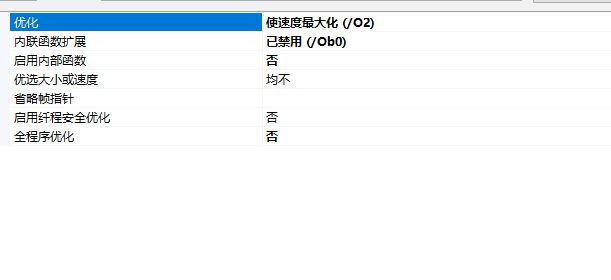 优化 使速度最大化 (/O2)
内联函数扩展 已禁用 (/Ob0)
启用内部函数 否
优选大小或速度 均不
省略帧指针
启用纤程安全优化 否
全程序优化 否